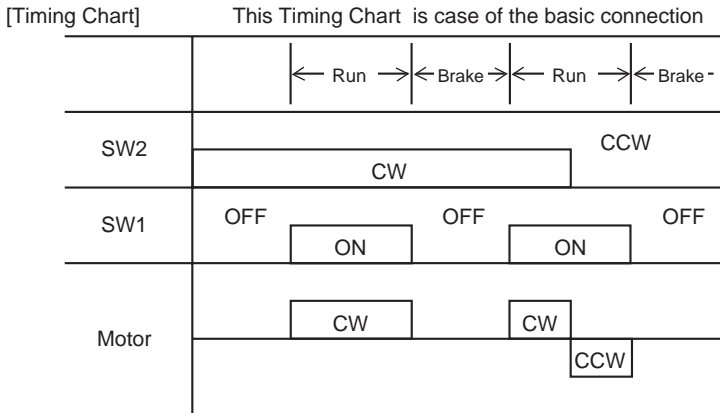 [Timing Chart] This Timing Chart is case of the basic connection
Run Brake Run Brake
SW2 CW CCW
SW1 OFF ON OFF ON OFF
Motor CW CW CCW